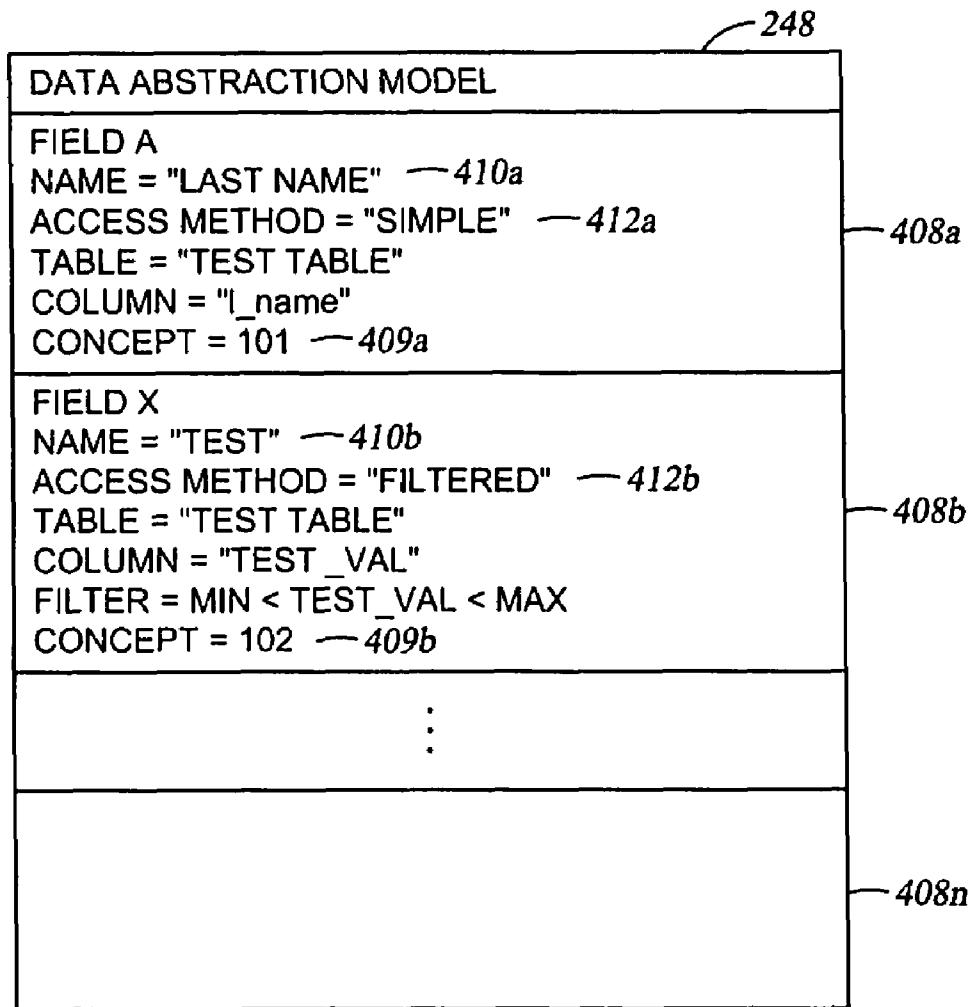 248
DATA ABSTRACTION MODEL
FIELD A
NAME = "LAST NAME" 410a
ACCESS METHOD = "SIMPLE" 412a
408a
TABLE = "TEST TABLE"
COLUMN = "l_name"
CONCEPT = 101 409a
FIELD X
NAME = "TEST" 410b
ACCESS METHOD = "FILTERED" 412b
TABLE = "TEST TABLE"
408b
COLUMN = "TEST _VAL"
FILTER = MIN < TEST_VAL < MAX
CONCEPT = 102 409b
408n